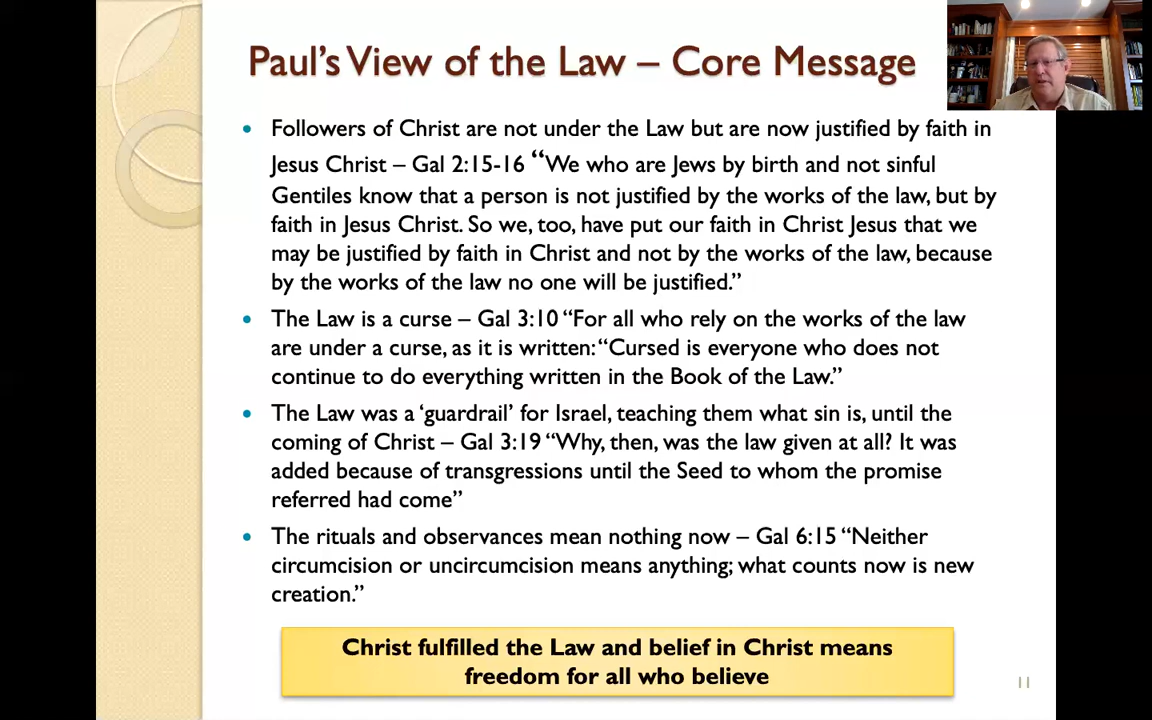 Paul's View of the Law – Core Message
• Followers of Christ are not under the Law but are now justified by faith in
Jesus Christ – Gal 2:15-16 “We who are Jews by birth and not sinful
Gentiles know that a person is not justified by the works of the law, but by
faith in Jesus Christ. So we, too, have put our faith in Christ Jesus that we
may be justified by faith in Christ and not by the works of the law, because
by the works of the law no one will be justified.”
• The Law is a curse – Gal 3:10 “For all who rely on the works of the law
are under a curse, as it is written: “Cursed is everyone who does not
continue to do everything written in the Book of the Law.”
• The Law was a ‘guardrail’ for Israel, teaching them what sin is, until the
coming of Christ – Gal 3:19 “Why, then, was the law given at all? It was
added because of transgressions until the Seed to whom the promise
referred had come”
• The rituals and observances mean nothing now – Gal 6:15 “Neither
circumcision or uncircumcision means anything; what counts now is new
creation.”
Christ fulfilled the Law and belief in Christ means
freedom for all who believe
11